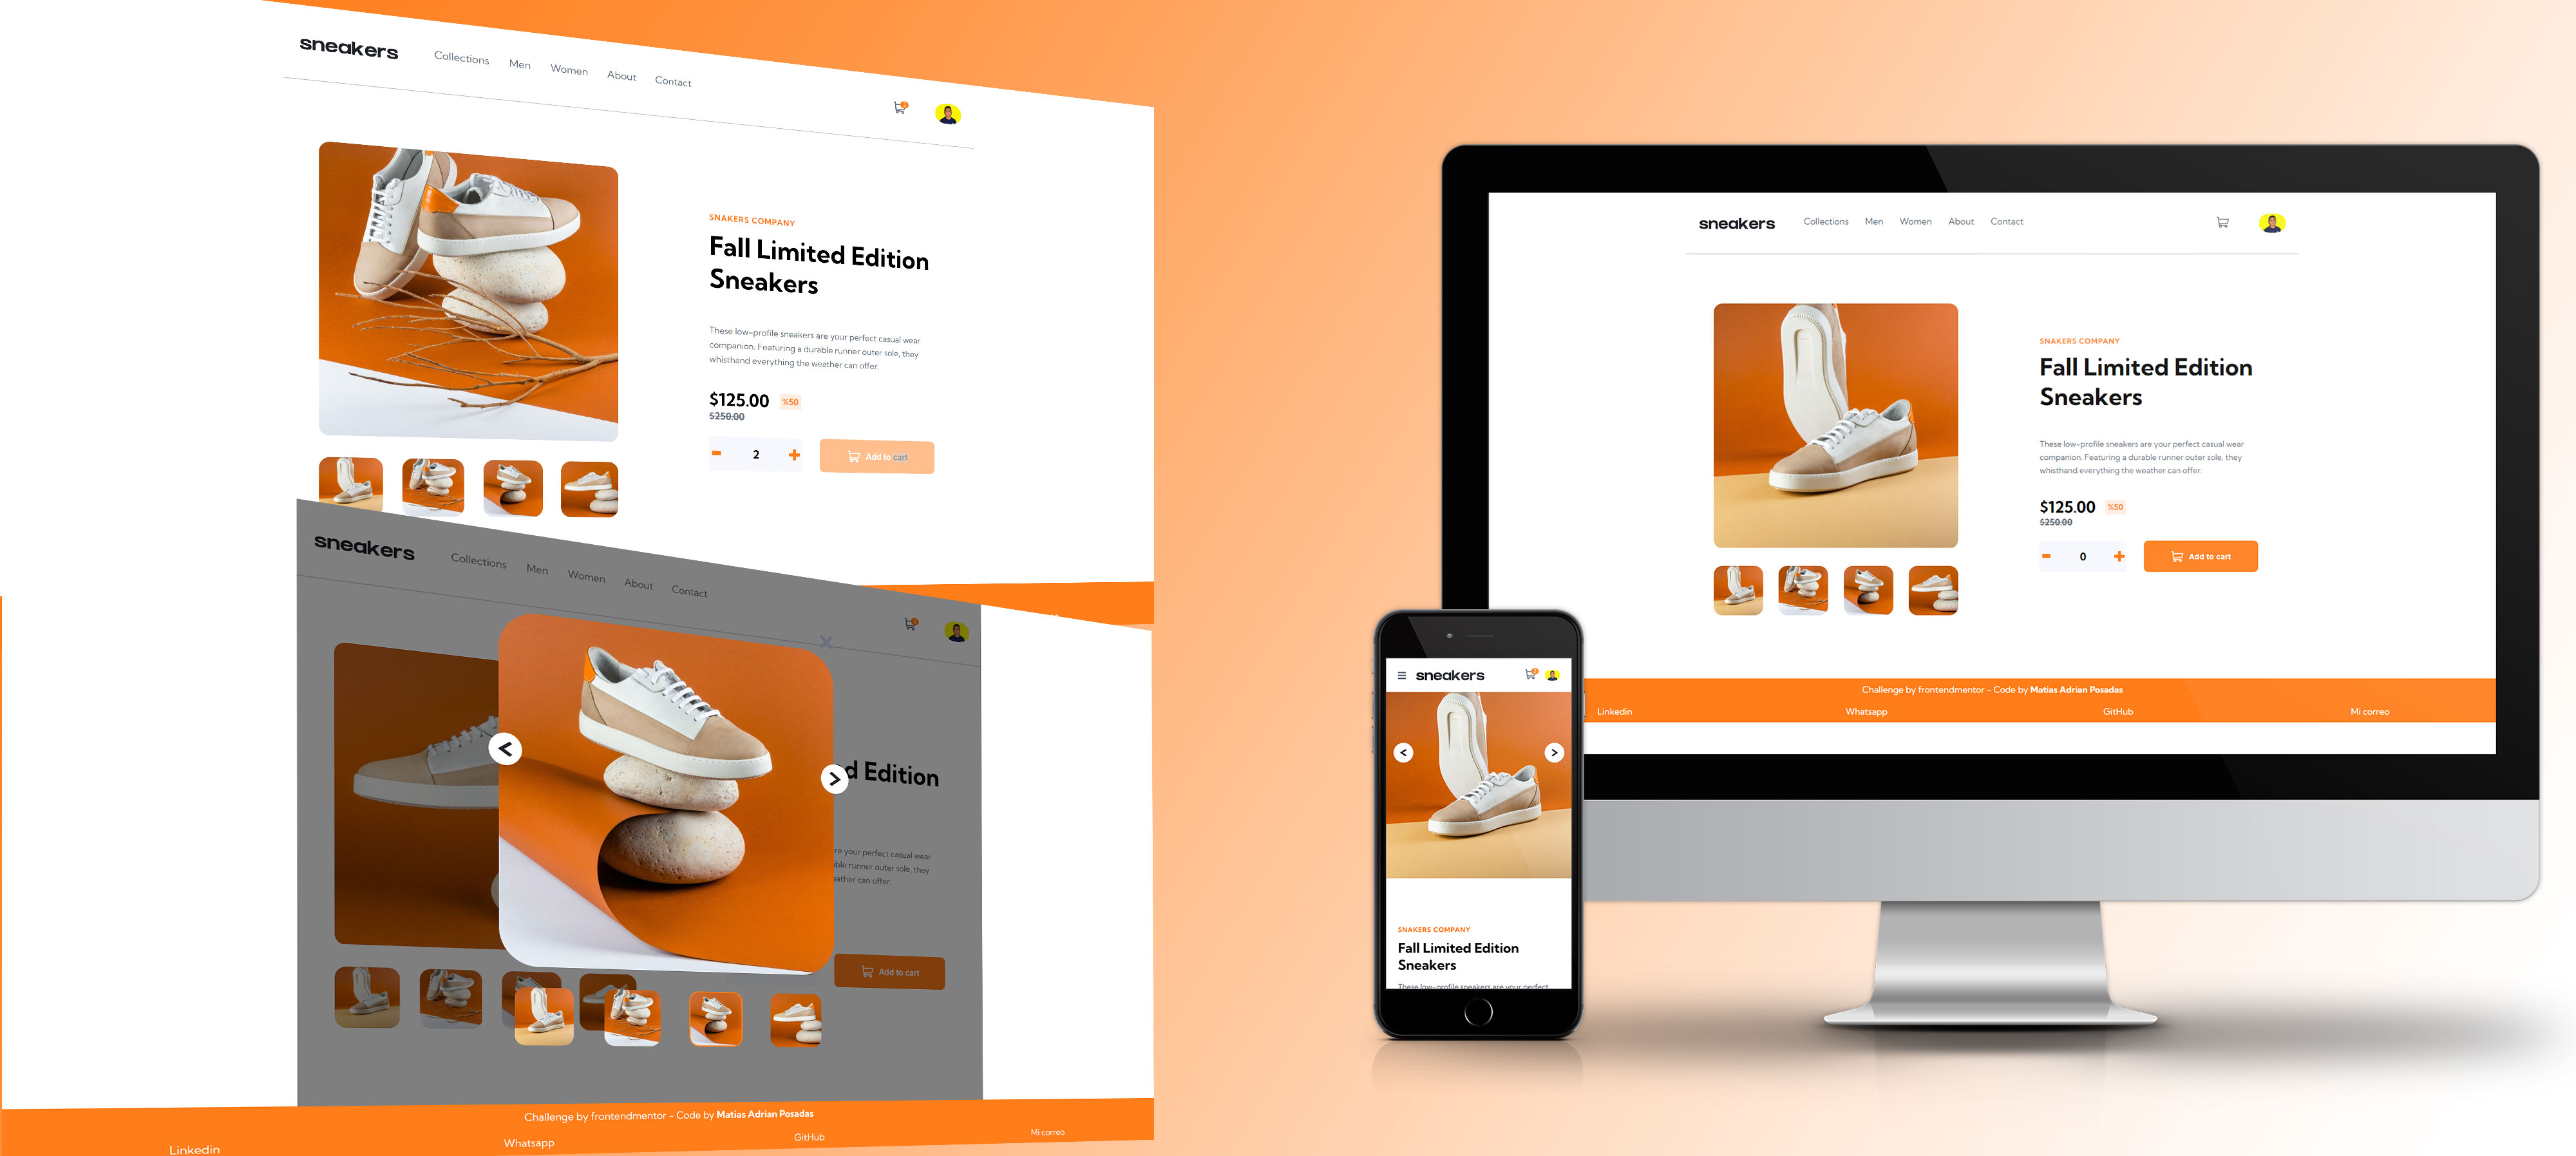 sneakers
Collections Men Women About Contact
2
SNAKERS COMPANY
Fall Limited Edition
Sneakers
These low-profile sneakers are your perfect casual wear
companion. Featuring a durable runner outer sole, they
whisthand everything the weather can offer.
$125.00 %50
$250.00
- 2 + Add to cart
sneakers
Collections Men Women About Contact
2
d Edition
re your perfect casual wear
ble runner outer sole, they
ather can offer.
Add to cart
Challenge by frontendmentor - Code by Matias Adrian Posadas
Linkedin Whatsapp GitHub Mi correo
sneakers Collections Men Women About Contact
SNAKERS COMPANY
Fall Limited Edition
Sneakers
These low-profile sneakers are your perfect casual wear
companion. Featuring a durable runner outer sole, they
whisthand everything the weather can offer.
$125.00 %50
$250.00
- 0 + Add to cart
Challenge by frontendmentor - Code by Matias Adrian Posadas
Linkedin Whatsapp GitHub Mi correo
sneakers
SNAKERS COMPANY
Fall Limited Edition
Sneakers
These low-profile sneakers are your perfect